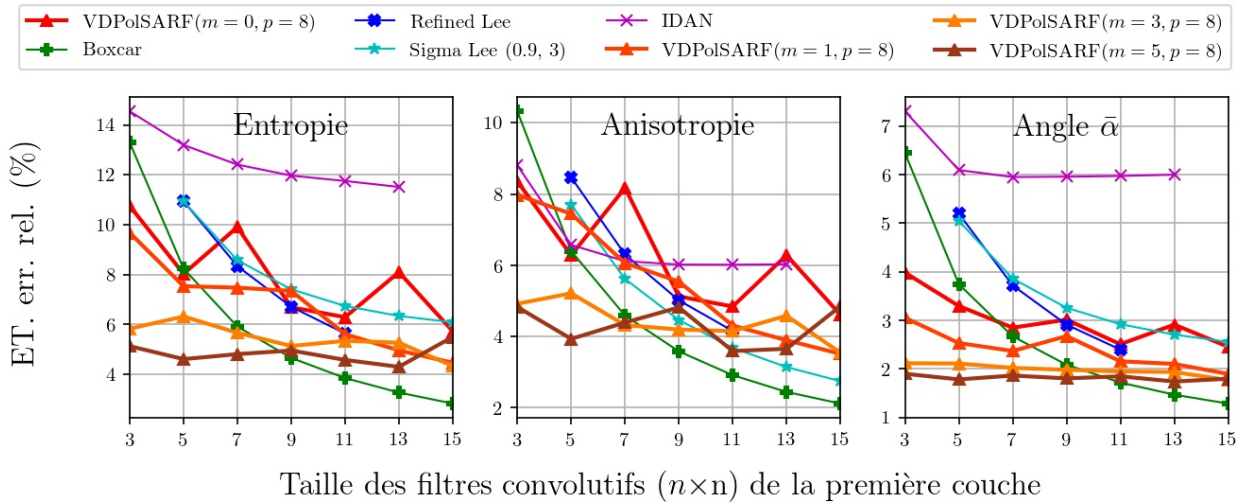 VDPolSARF(m = 0, p = 8)
Refined Lee
IDAN
VDPolSARF(m = 3, p = 8)
Boxcar
Sigma Lee (0.9, 3)
VDPolSARF(m = 1, p = 8)
VDPolSARF(m = 5, p = 8)
ET. err. rel. (%)
Entropie
14
12
10
8
6
4
3 5 7 9 11 13 15
Anisotropie
10
8
6
4
2
3 5 7 9 11 13 15
Angle ᾱ
7
6
5
4
3
2
1
3 5 7 9 11 13 15
Taille des filtres convolutifs (n×n) de la première couche